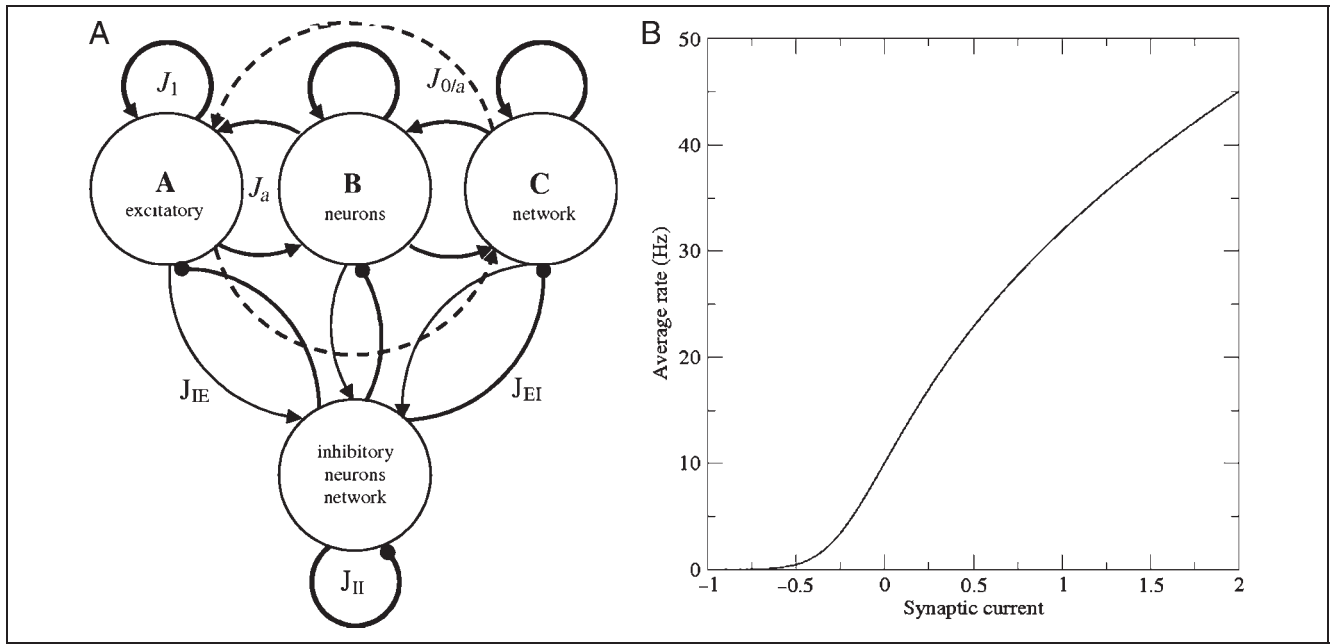 A
J1
J0/a
A
excitatory
Ja
B
neurons
C
network
JIE
JEI
inhibitory
neurons
network
JII
B
50
40
30
20
10
0
Average rate (Hz)
−1
−0.5
0
0.5
1
1.5
2
Synaptic current